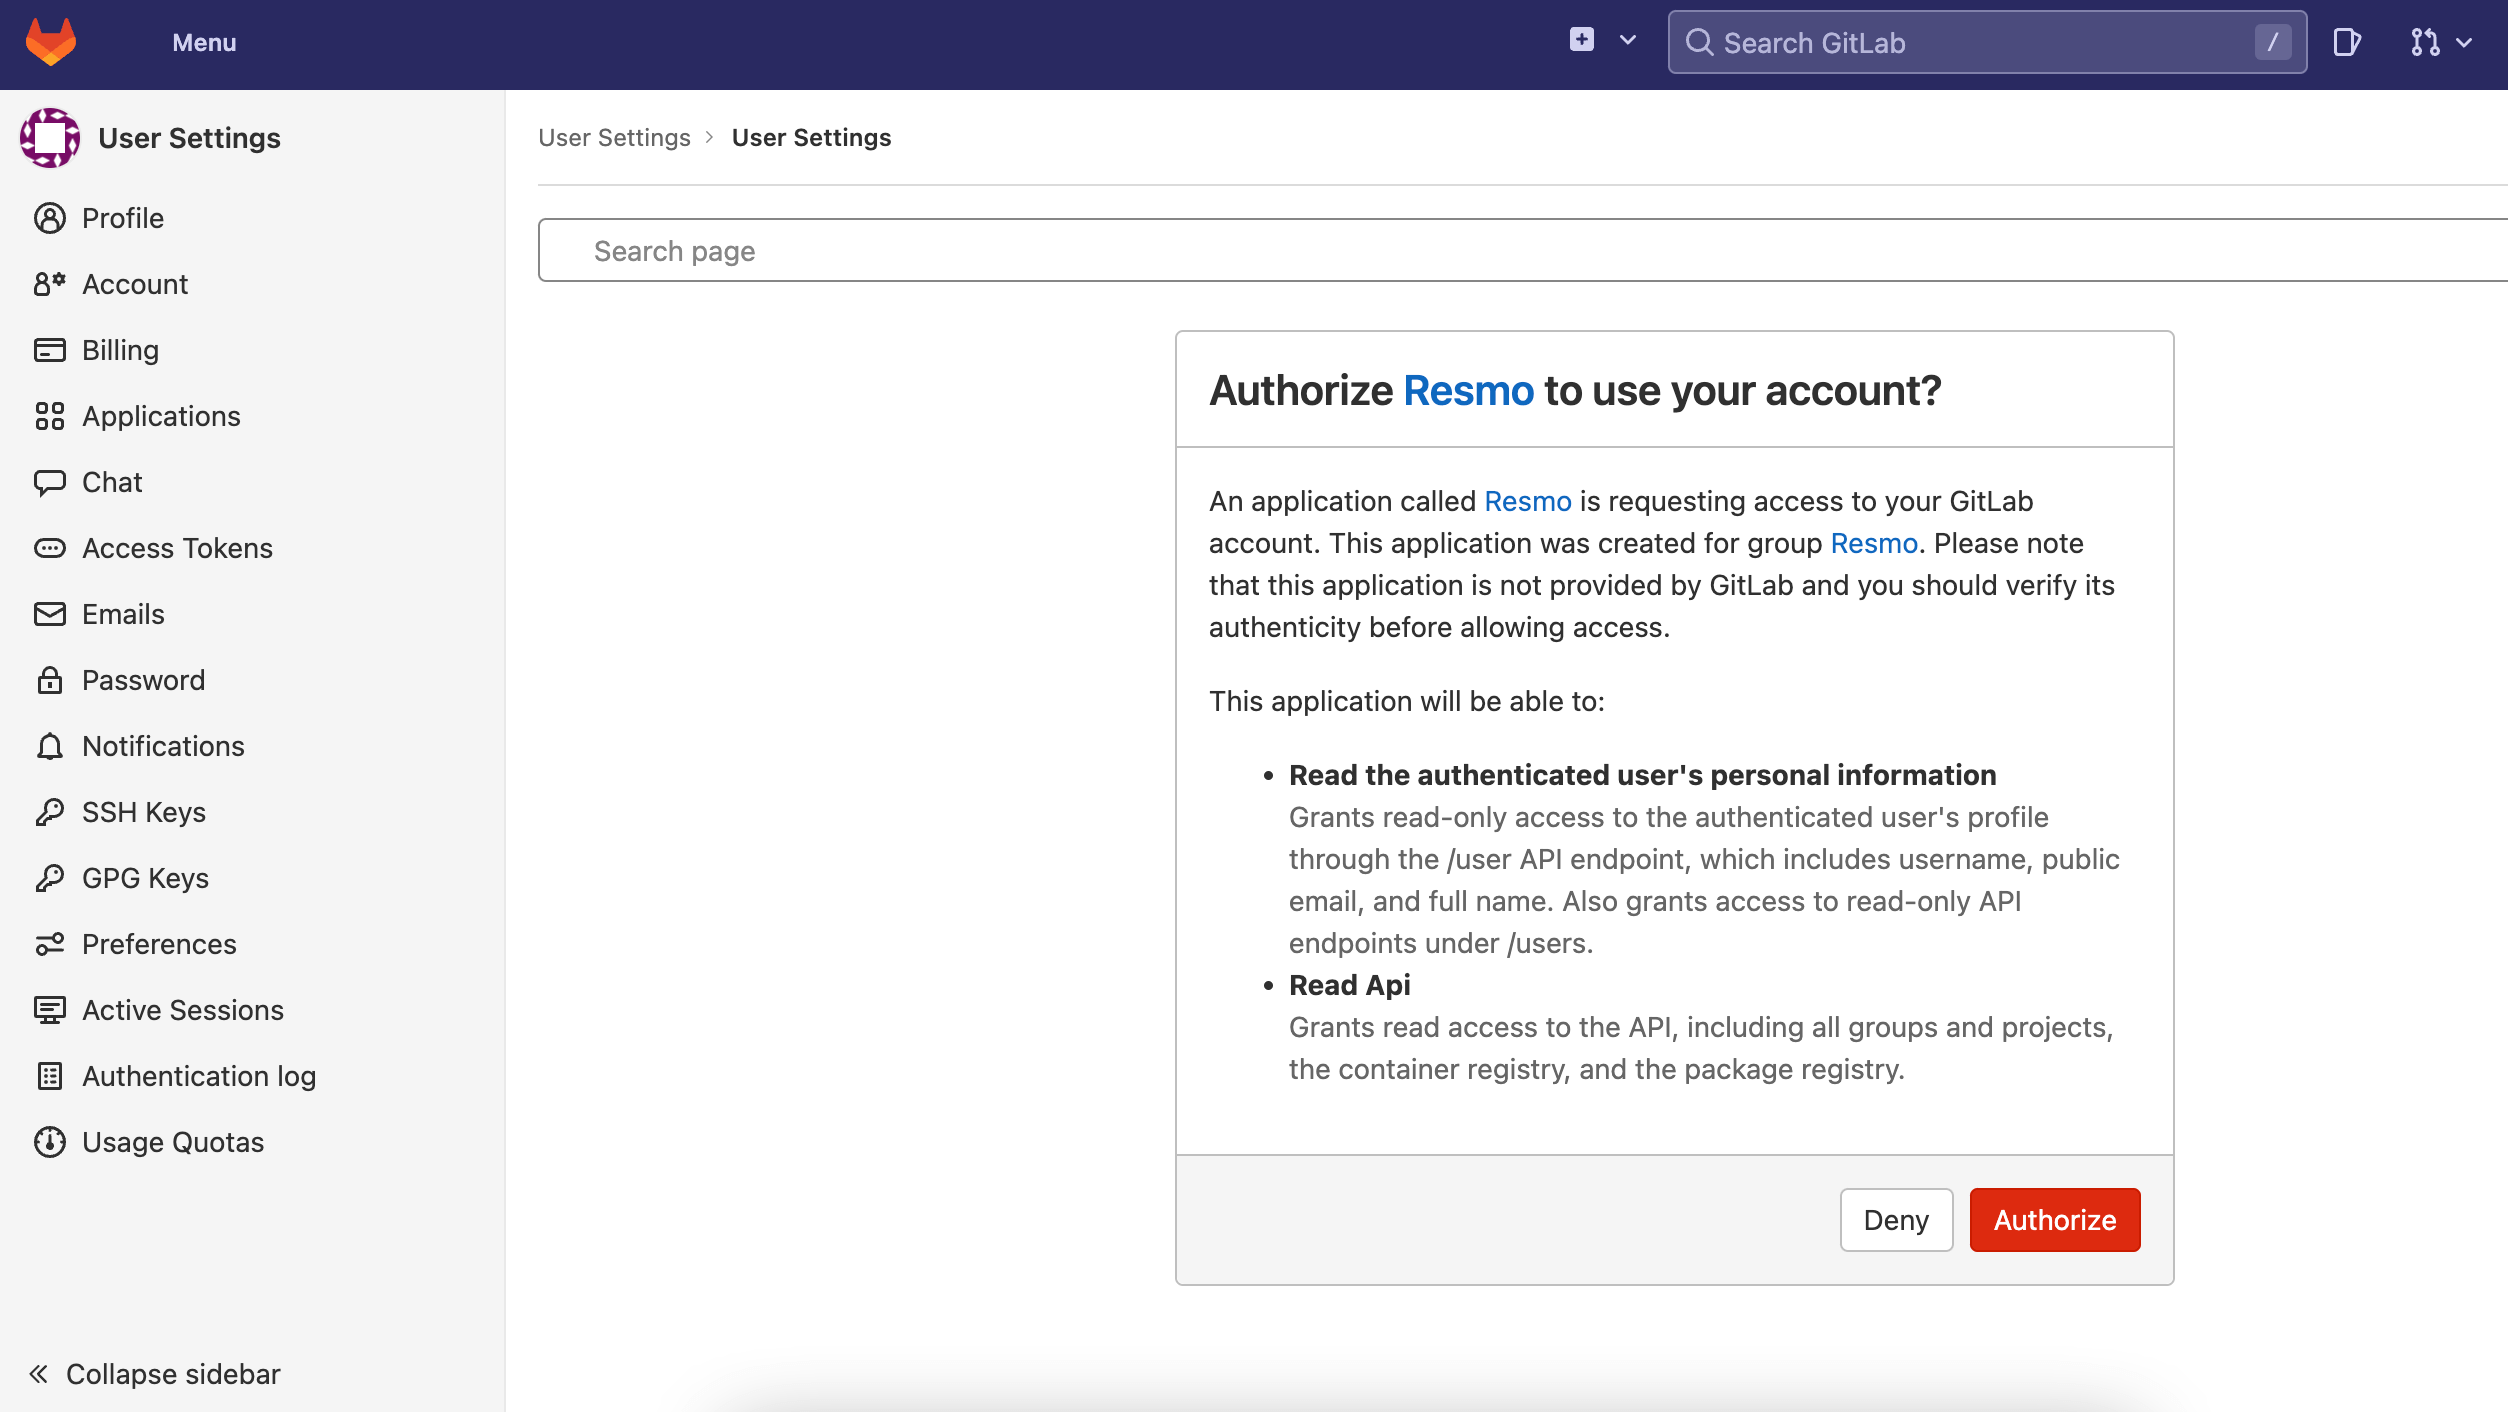 Menu
Search GitLab
/
User Settings
Profile
Account
Billing
Applications
Chat
Access Tokens
Emails
Password
Notifications
SSH Keys
GPG Keys
Preferences
Active Sessions
Authentication log
Usage Quotas
Collapse sidebar
User Settings > User Settings
Search page
Authorize Resmo to use your account?
An application called Resmo is requesting access to your GitLab
account. This application was created for group Resmo. Please note
that this application is not provided by GitLab and you should verify its
authenticity before allowing access.
This application will be able to:
• Read the authenticated user's personal information
Grants read-only access to the authenticated user's profile
through the /user API endpoint, which includes username, public
email, and full name. Also grants access to read-only API
endpoints under /users.
• Read Api
Grants read access to the API, including all groups and projects,
the container registry, and the package registry.
Deny
Authorize